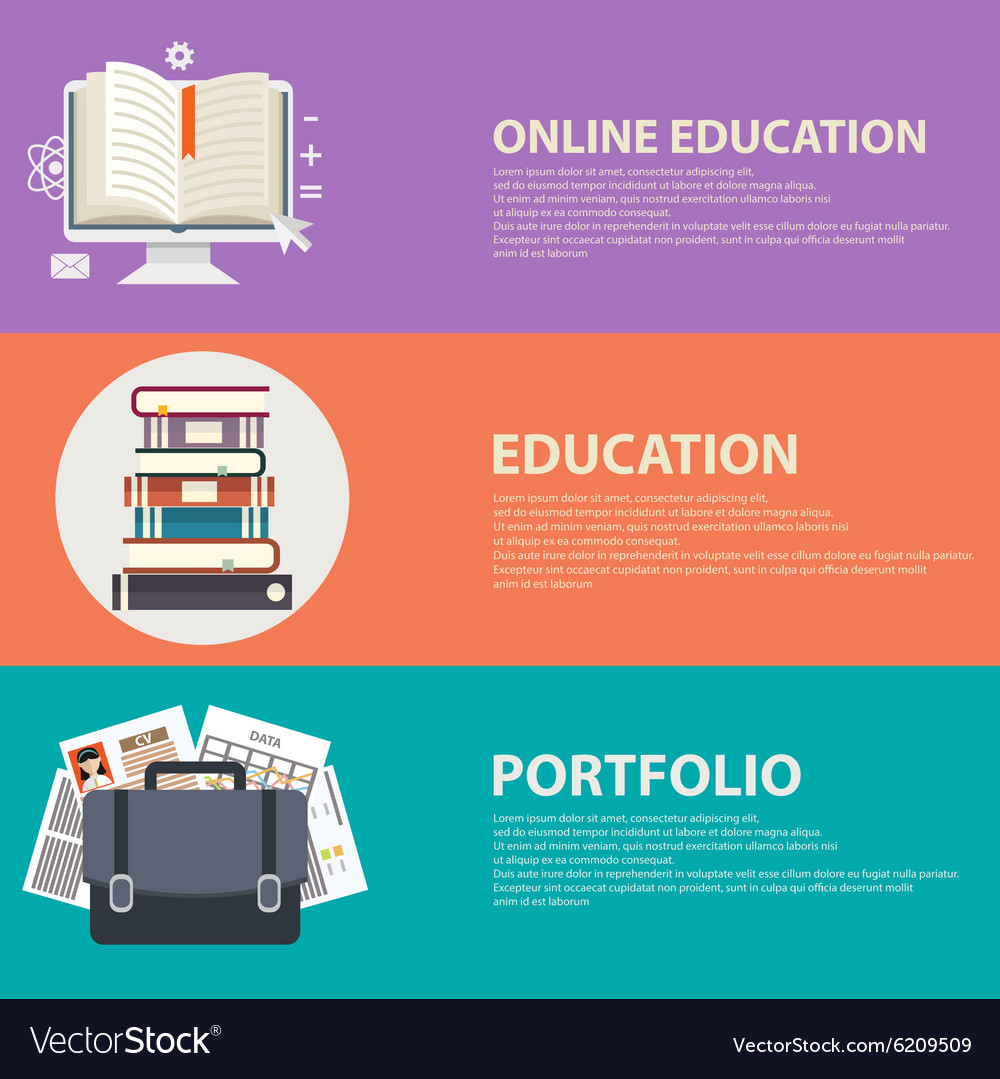 ONLINE EDUCATION
Lorem ipsum dolor sit amet, consectetur adipiscing elit,
sed do eiusmod tempor incididunt ut labore et dolore magna aliqua.
Ut enim ad minim veniam, quis nostrud exercitation ullamco laboris nisi
ut aliquip ex ea commodo consequat.
Duis aute irure dolor in reprehenderit in voluptate velit esse cillum dolore eu fugiat nulla pariatur.
Excepteur sint occaecat cupidatat non proident, sunt in culpa qui officia deserunt mollit
anim id est laborum
EDUCATION
Lorem ipsum dolor sit amet, consectetur adipiscing elit,
sed do eiusmod tempor incididunt ut labore et dolore magna aliqua.
Ut enim ad minim veniam, quis nostrud exercitation ullamco laboris nisi
ut aliquip ex ea commodo consequat.
Duis aute irure dolor in reprehenderit in voluptate velit esse cillum dolore eu fugiat nulla pariatur.
Excepteur sint occaecat cupidatat non proident, sunt in culpa qui officia deserunt mollit
anim id est laborum
CV
DATA
PORTFOLIO
Lorem ipsum dolor sit amet, consectetur adipiscing elit,
sed do eiusmod tempor incididunt ut labore et dolore magna aliqua.
Ut enim ad minim veniam, quis nostrud exercitation ullamco laboris nisi
ut aliquip ex ea commodo consequat.
Duis aute irure dolor in reprehenderit in voluptate velit esse cillum dolore eu fugiat nulla pariatur.
Excepteur sint occaecat cupidatat non proident, sunt in culpa qui officia deserunt mollit
anim id est laborum
VectorStock®
VectorStock.com/6209509